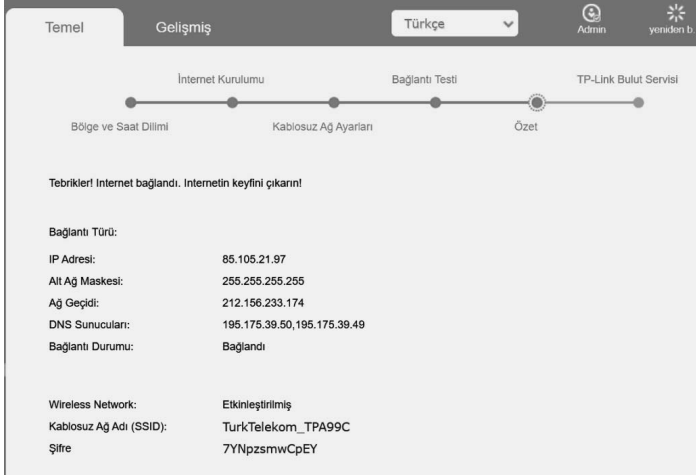 Temel
Gelişmiş
Türkçe
Admin
yeniden b.
İnternet Kurulumu
Bağlantı Testi
TP-Link Bulut Servisi
Bölge ve Saat Dilimi
Kablosuz Ağ Ayarları
Özet
Tebrikler! Internet bağlandı. Internetin keyfini çıkarın!
Bağlantı Türü:
IP Adresi: 85.105.21.97
Alt Ağ Maskesi: 255.255.255.255
Ağ Geçidi: 212.156.233.174
DNS Sunucuları: 195.175.39.50,195.175.39.49
Bağlantı Durumu: Bağlandı
Wireless Network: Etkinleştirilmiş
Kablosuz Ağ Adı (SSID): TurkTelekom_TPA99C
Şifre 7YNpzsmwCpEY